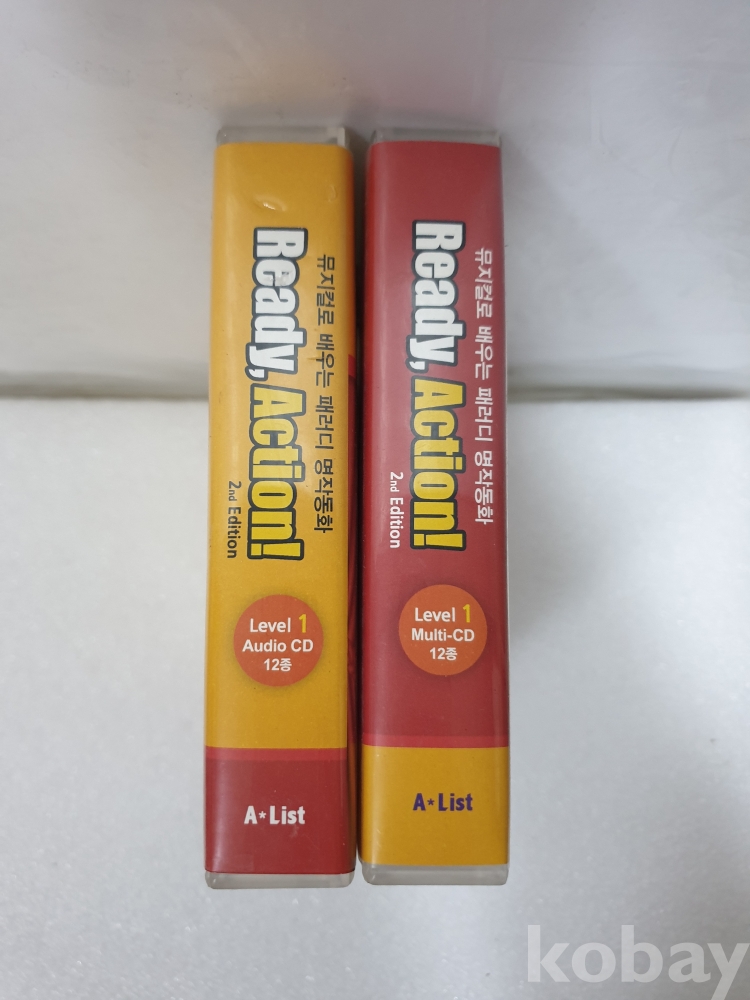 뮤지컬로 배우는 패러디 명작동화
Ready, Action!
2nd Edition
Level 1
Audio CD
12종
A★List
뮤지컬로 배우는 패러디 명작동화
Ready, Action!
2nd Edition
Level 1
Multi-CD
12종
A★List
kobay